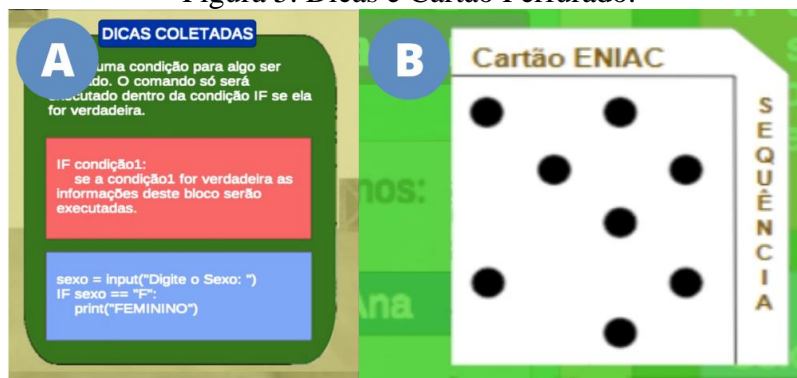 Figura 3: Dicas e Cartão Perfurado.
A
DICAS COLETADAS
uma condição para algo ser
O comando só será
executado dentro da condição IF se ela
for verdadeira.
IF condição1:
se a condição1 for verdadeira as
informações deste bloco serão
executadas.
sexo = input("Digite o Sexo: ")
IF sexo == "F":
print("FEMININO")
B
Cartão ENIAC
SEQUÊNCIA
nos:
Ana